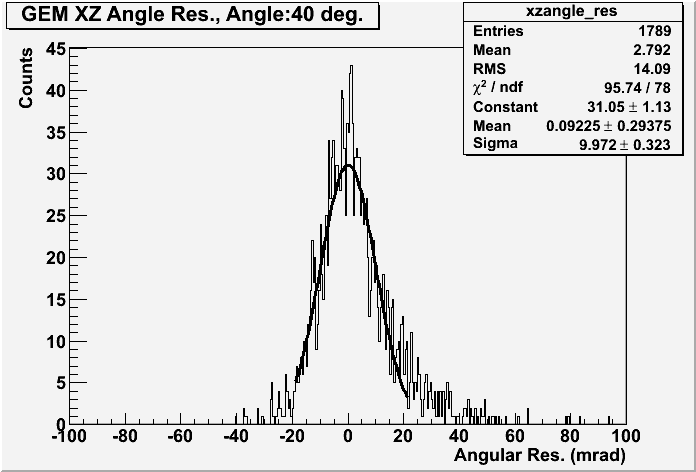 GEM XZ Angle Res., Angle:40 deg.
xzangle_res
Entries 1789
Mean 2.792
RMS 14.09
χ² / ndf 95.74 / 78
Constant 31.05 ± 1.13
Mean 0.09225 ± 0.29375
Sigma 9.972 ± 0.323
Counts
45
40
35
30
25
20
15
10
5
0
-100 -80 -60 -40 -20 0 20 40 60 80 100
Angular Res. (mrad)